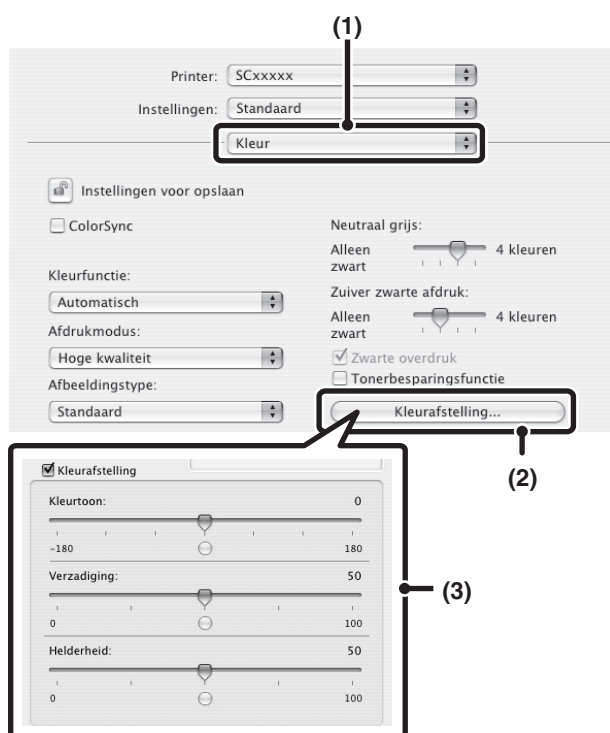 (1)
Printer: SCxxxxx
Instellingen: Standaard
Kleur
Instellingen voor opslaan
ColorSync
Kleurfunctie:
Automatisch
Afdrukmodus:
Hoge kwaliteit
Afbeeldingstype:
Standaard
Neutraal grijs:
Alleen zwart 4 kleuren
Zuiver zwarte afdruk:
Alleen zwart 4 kleuren
Zwarte overdruk
Tonerbesparingsfunctie
Kleurafstelling...
(2)
Kleurafstelling
Kleurtoon: 0
-180 180
Verzadiging: 50
0 100
Helderheid: 50
0 100
(3)